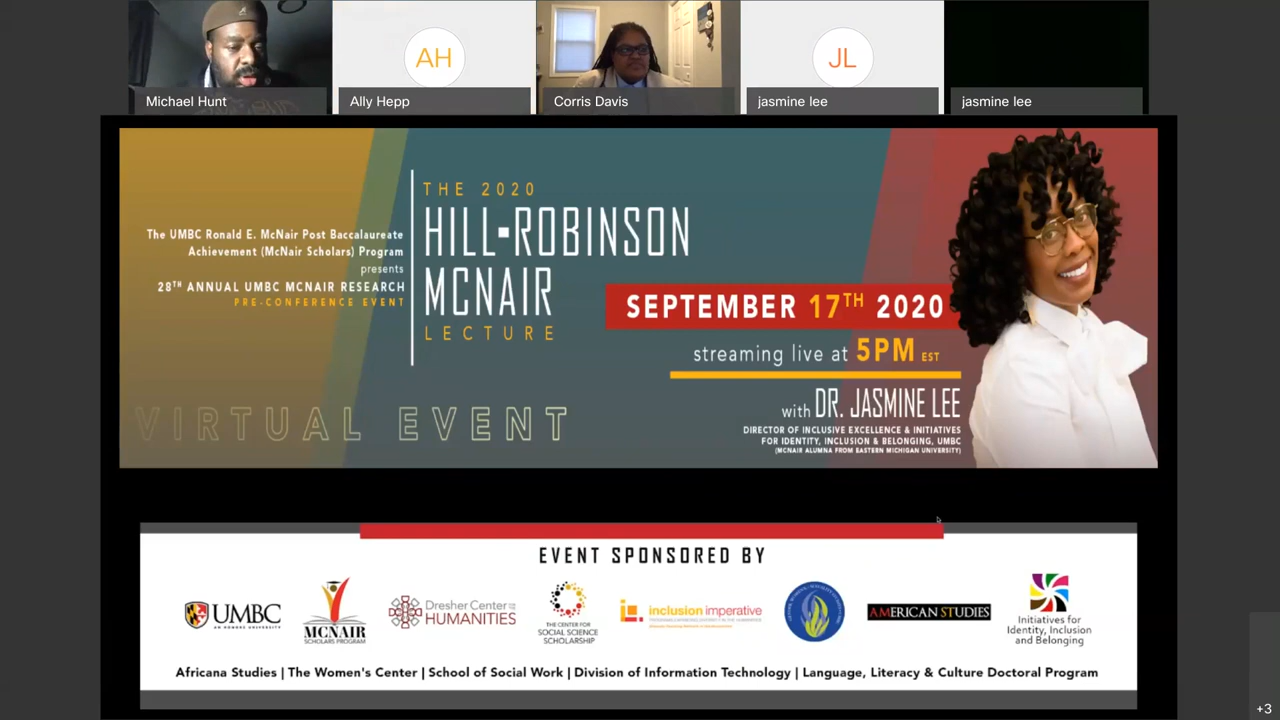 AH
JL
Michael Hunt
Ally Hepp
Corris Davis
jasmine lee
jasmine lee
The UMBC Ronald E. McNair Post Baccalaureate
Achievement (McNair Scholars) Program
presents
28TH ANNUAL UMBC MCNAIR RESEARCH
PRE-CONFERENCE EVENT
THE 2020
HILL-ROBINSON
MCNAIR
LECTURE
VIRTUAL EVENT
SEPTEMBER 17TH 2020
streaming live at 5PM EST
with DR. JASMINE LEE
DIRECTOR OF INCLUSIVE EXCELLENCE & INITIATIVES
FOR IDENTITY, INCLUSION & BELONGING, UMBC
(MCNAIR ALUMNA FROM EASTERN MICHIGAN UNIVERSITY)
EVENT SPONSORED BY
UMBC
AN HONORS UNIVERSITY
MCNAIR
SCHOLARS PROGRAM
Dresher Center FOR THE
HUMANITIES
THE CENTER FOR
SOCIAL SCIENCE
SCHOLARSHIP
inclusion imperative
AMERICAN STUDIES
Initiatives for
Identity, Inclusion
and Belonging
Africana Studies | The Women's Center | School of Social Work | Division of Information Technology | Language, Literacy & Culture Doctoral Program
+3